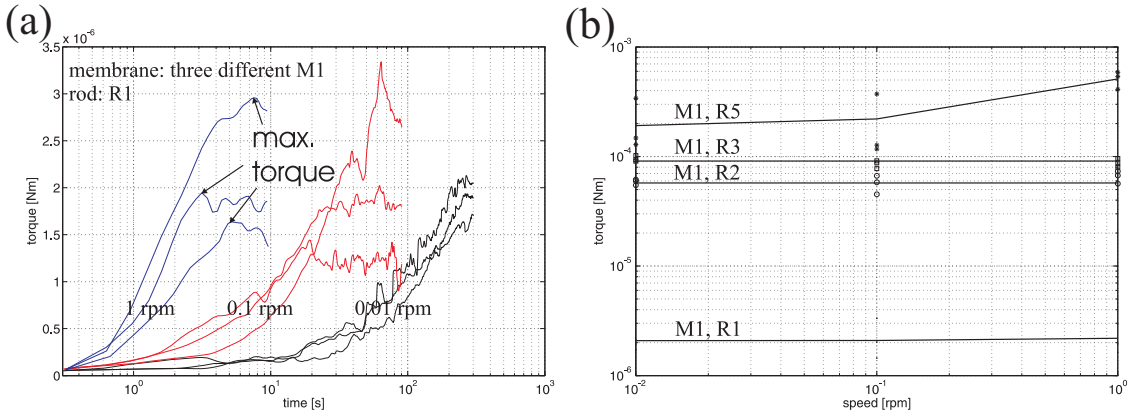 (a)
x 10^-6
3.5
3
2.5
2
1.5
1
0.5
0
torque [Nm]
membrane: three different M1
rod: R1
max.
torque
1 rpm
0.1 rpm
0.01 rpm
10^0
10^1
10^2
10^3
time [s]
(b)
10^-3
10^-4
10^-5
10^-6
torque [Nm]
M1, R5
M1, R3
M1, R2
M1, R1
10^-2
10^-1
10^0
speed [rpm]